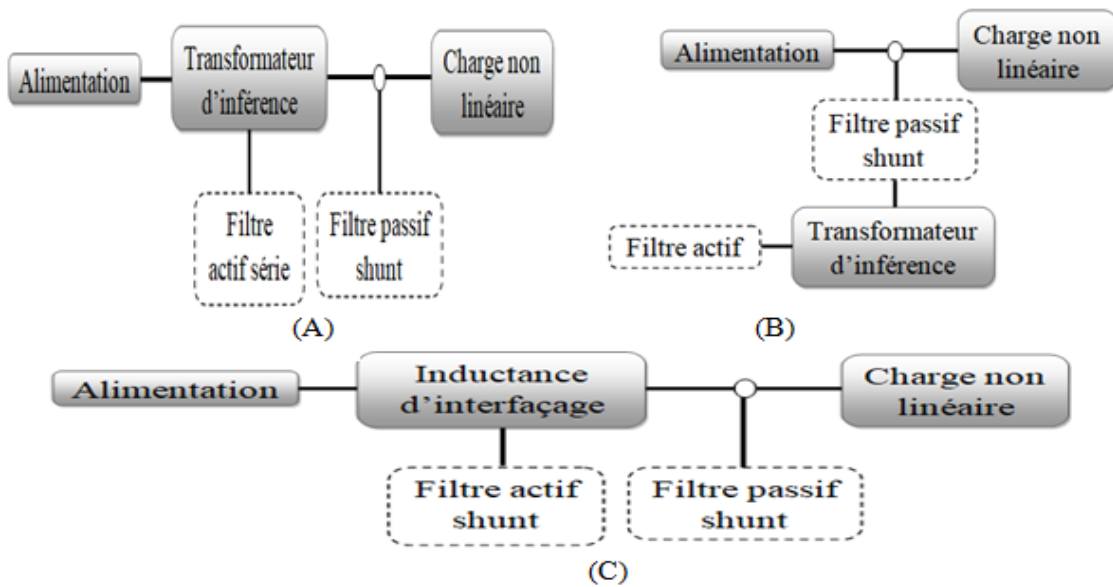 Alimentation
Transformateur
d'inférence
Charge non
linéaire
Filtre
actif série
Filtre passif
shunt
(A)
Alimentation
Charge non
linéaire
Filtre passif
shunt
Filtre actif
Transformateur
d'inférence
(B)
Alimentation
Inductance
d'interfaçage
Charge non
linéaire
Filtre actif
shunt
Filtre passif
shunt
(C)